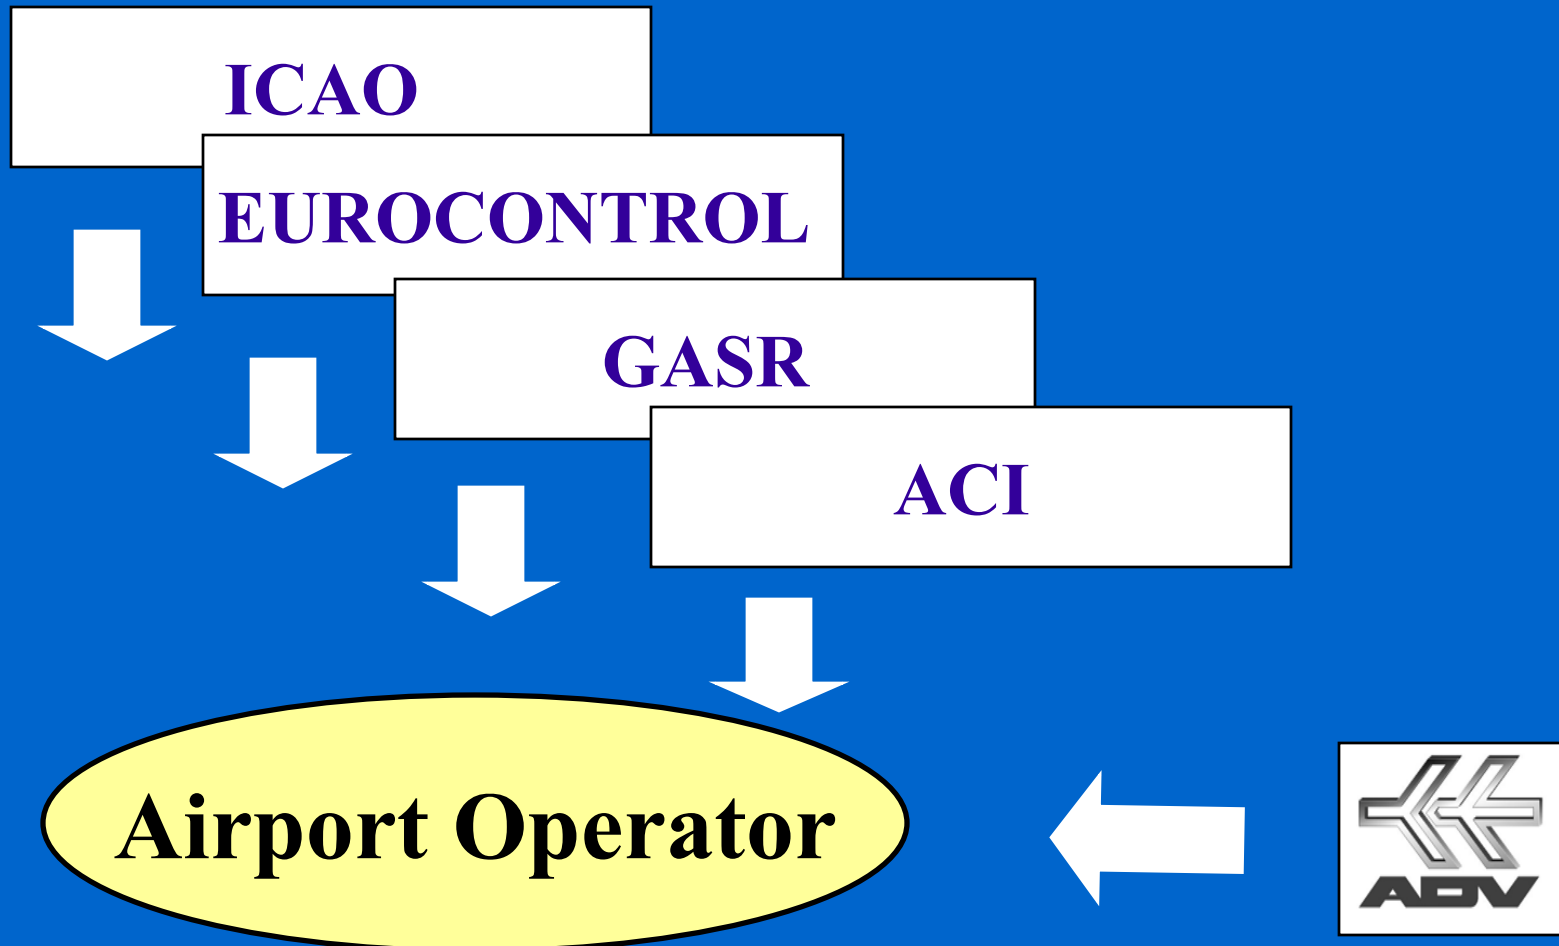 ICAO
EUROCONTROL
GASR
ACI
Airport Operator
ADV